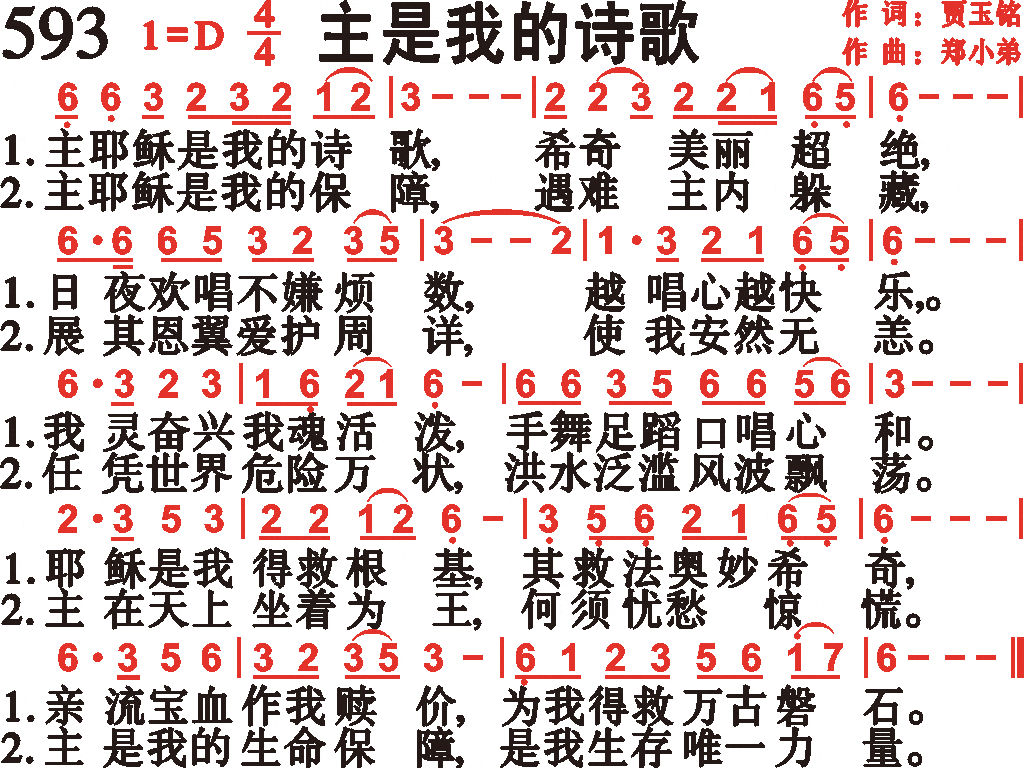 593 1=D 4/4 主是我的诗歌 作词：贾玉铭
作曲：郑小弟
6 6 3 2 3 2 1 2 | 3 - - - | 2 2 3 2 2 1 6 5 | 6 - - - |
1. 主耶稣是我的诗 歌, 希奇 美丽 超 绝,
2. 主耶稣是我的保 障, 遇难 主内 躲 藏,
6 · 6 6 5 3 2 3 5 | 3 - - 2 | 1 · 3 2 1 6 5 | 6 - - - |
1. 日 夜欢唱不嫌 烦 数, 越 唱心越快 乐,。
2. 展 其恩翼爱护 周 详, 使 我安然无 恙。
6 · 3 2 3 | 1 6 2 1 6 - | 6 6 3 5 6 6 5 6 | 3 - - - |
1. 我 灵奋兴我魂活 泼, 手舞足蹈口唱心 和。
2. 任 凭世界危险万 状, 洪水泛滥风波飘 荡。
2 · 3 5 3 | 2 2 1 2 6 - | 3 5 6 2 1 6 5 | 6 - - - |
1. 耶 稣是我 得救根 基, 其救法奥妙希 奇,
2. 主 在天上 坐着为 王, 何须忧愁 惊 慌。
6 · 3 5 6 | 3 2 3 5 3 - | 6 1 2 3 5 6 1 7 | 6 - - - ‖
1. 亲 流宝血作我赎 价, 为我得救万古磐 石。
2. 主 是我的生命保 障, 是我生存唯一力 量。